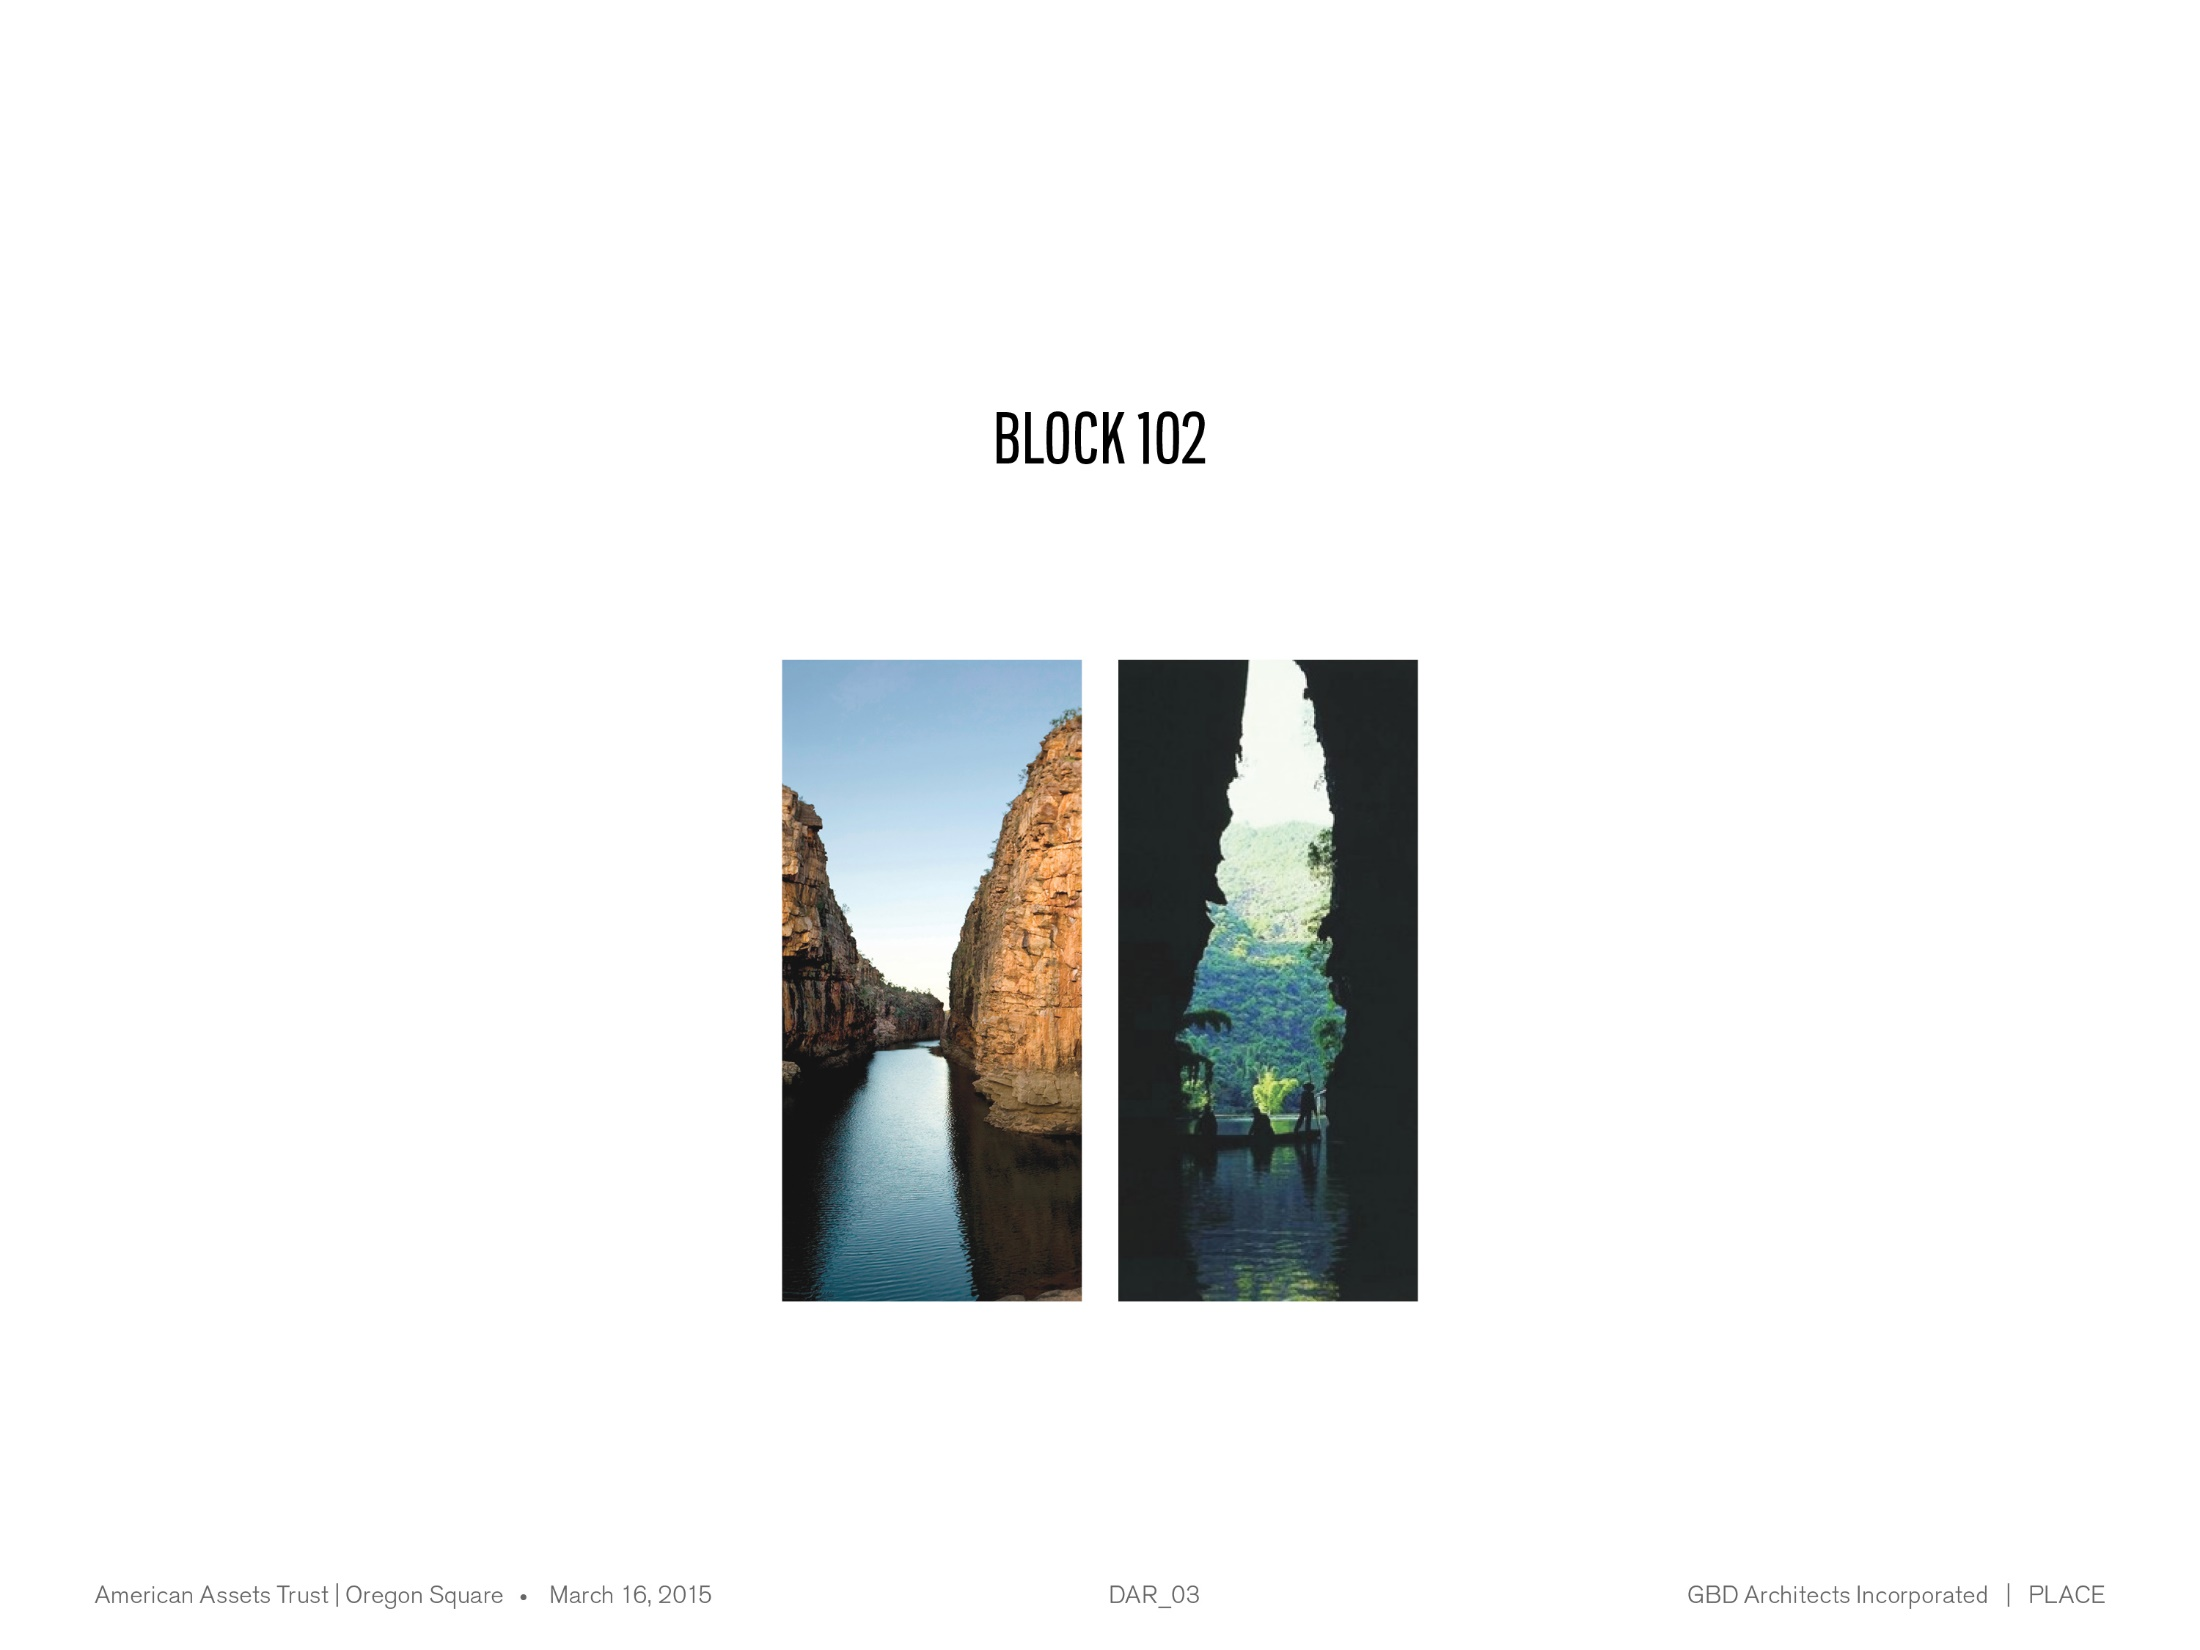 BLOCK 102
American Assets Trust | Oregon Square • March 16, 2015
DAR_03
GBD Architects Incorporated | PLACE